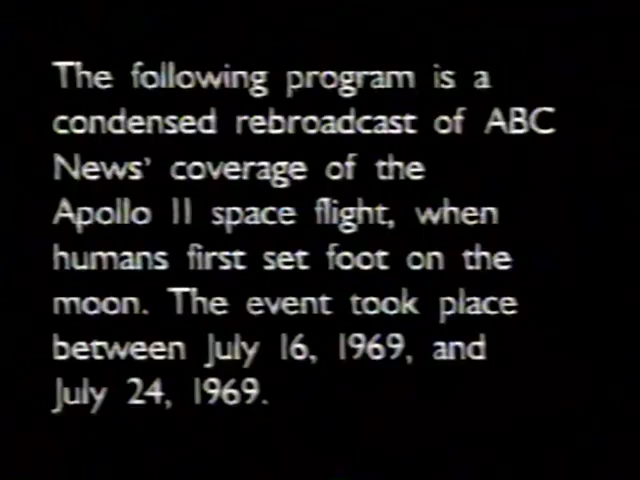 The following program is a
condensed rebroadcast of ABC
News' coverage of the
Apollo 11 space flight, when
humans first set foot on the
moon. The event took place
between July 16, 1969, and
July 24, 1969.